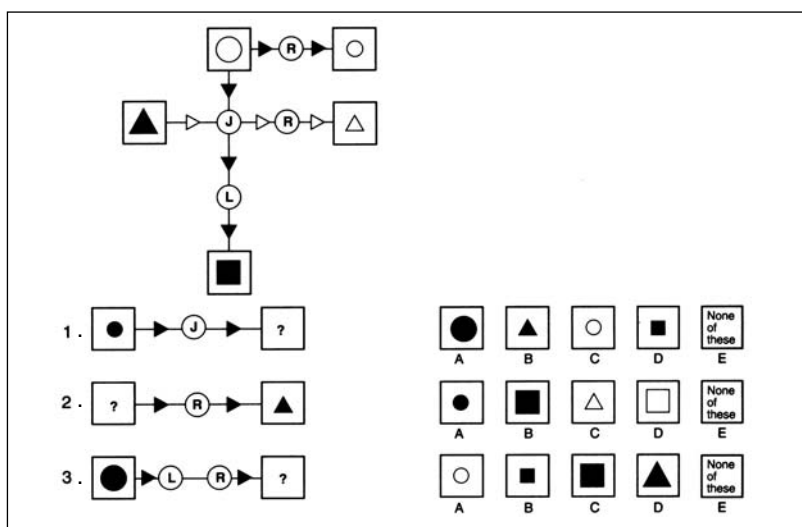 R
J R
L
1. J ?
A B C D E
None of these
2. ? R
A B C D E
None of these
3. L R ?
A B C D E
None of these